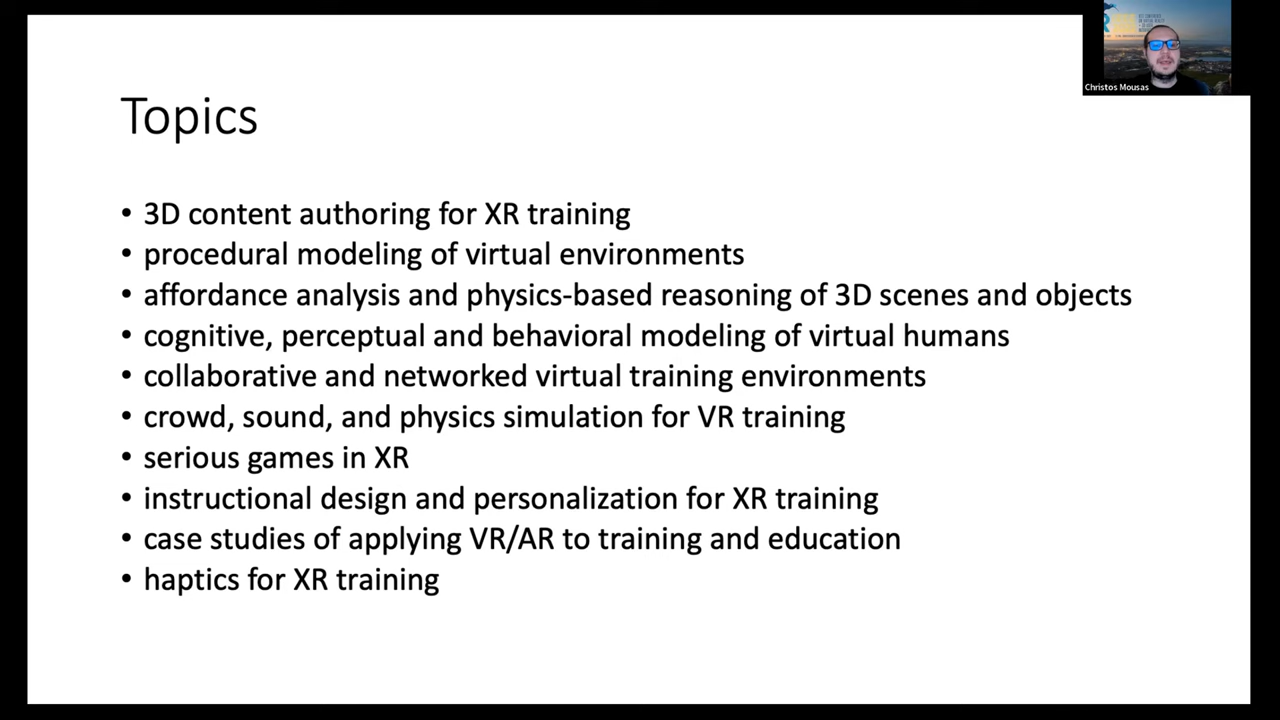 Topics
• 3D content authoring for XR training
• procedural modeling of virtual environments
• affordance analysis and physics-based reasoning of 3D scenes and objects
• cognitive, perceptual and behavioral modeling of virtual humans
• collaborative and networked virtual training environments
• crowd, sound, and physics simulation for VR training
• serious games in XR
• instructional design and personalization for XR training
• case studies of applying VR/AR to training and education
• haptics for XR training
Christos Mousas